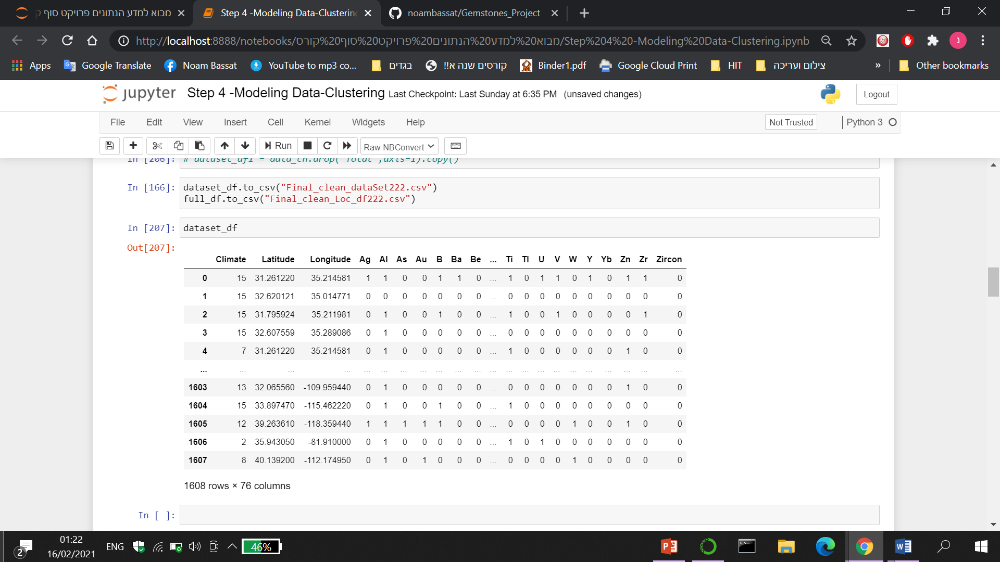 מכוא למדע הנתונים פרויקט סוף ק
Step 4 -Modeling Data-Clustering
noambassat/Gemstones_Project
http://localhost:8888/notebooks/מבוא%20למדע%20הנתונים%20פרויקט%20סוף%20קורס/Step%204%20-Modeling%20Data-Clustering.ipynb
נ
Apps Google Translate Noam Bassat YouTube to mp3 co... בגדים קורסים שנה א!! Binder1.pdf Google Cloud Print HIT צילום ועריכה » Other bookmarks
jupyter Step 4 -Modeling Data-Clustering Last Checkpoint: Last Sunday at 6:35 PM (unsaved changes) Logout
File Edit View Insert Cell Kernel Widgets Help Not Trusted Python 3
Run Raw NBConvert
In [206]: # dataset_df1 = data_ch.drop('Total',axis=1).copy()
In [166]: dataset_df.to_csv("Final_clean_dataSet222.csv")
full_df.to_csv("Final_clean_Loc_df222.csv")
In [207]: dataset_df
Out[207]:
Climate Latitude Longitude Ag Al As Au B Ba Be ... Ti Tl U V W Y Yb Zn Zr Zircon
0 15 31.261220 35.214581 1 1 0 0 1 1 0 ... 1 0 1 1 0 1 0 1 1 0
1 15 32.620121 35.014771 0 0 0 0 0 0 0 ... 0 0 0 0 0 0 0 0 0 0
2 15 31.795924 35.211981 0 1 0 0 1 0 0 ... 1 0 0 1 0 0 0 0 1 0
3 15 32.607559 35.289086 0 1 0 0 0 0 0 ... 0 0 0 0 0 0 0 0 0 0
4 7 31.261220 35.214581 0 1 0 0 0 0 0 ... 1 0 0 0 0 0 0 1 0 0
... ... ... ... ... ... ... ... ... ... ... ... ... ... ... ... ... ... ... ... ... ...
1603 13 32.065560 -109.959440 0 1 0 0 0 0 0 ... 0 0 0 0 0 0 0 1 0 0
1604 15 33.897470 -115.462220 0 1 0 0 1 0 0 ... 1 0 0 0 0 0 0 0 0 0
1605 12 39.263610 -118.359440 1 1 1 1 1 0 0 ... 0 0 0 0 1 0 0 1 0 0
1606 2 35.943050 -81.910000 0 1 0 0 0 0 0 ... 1 0 1 0 0 0 0 0 0 0
1607 8 40.139200 -112.174950 0 1 0 1 0 0 0 ... 0 0 0 0 1 0 0 0 0 0
1608 rows × 76 columns
In [ ]:
2 01:22 ENG 46%
16/02/2021